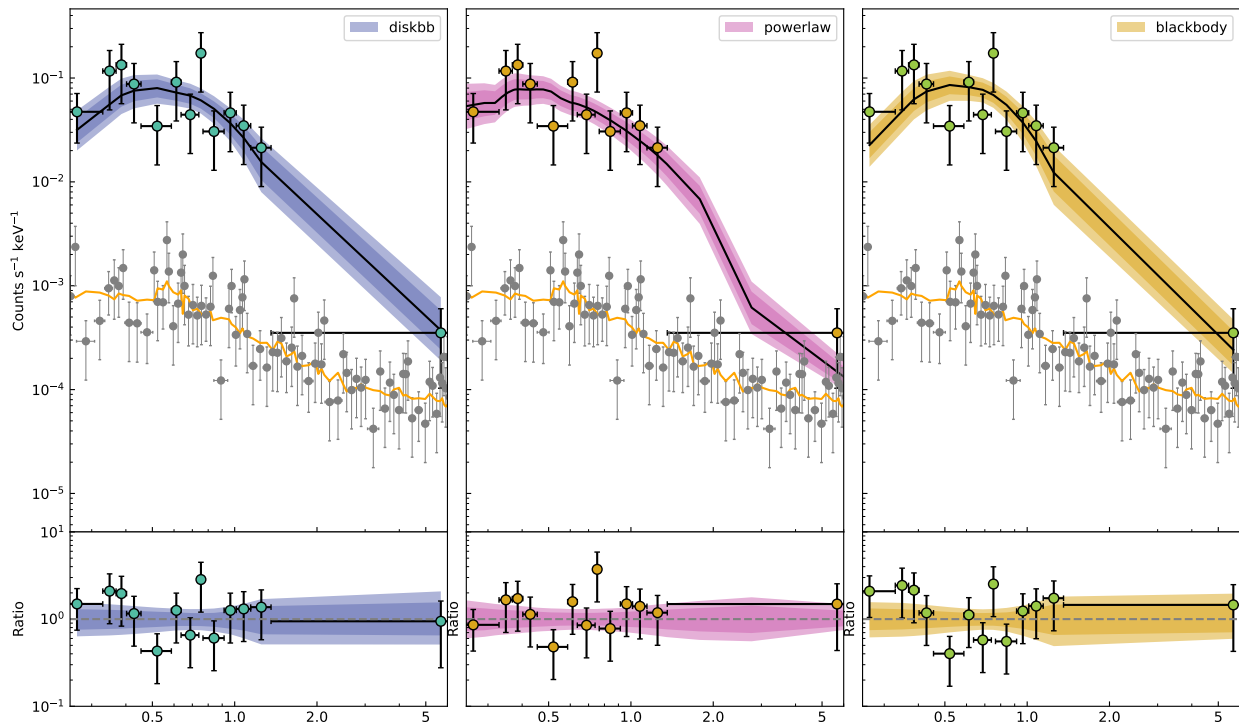 diskbb
powerlaw
blackbody
Counts s⁻¹ keV⁻¹
10⁻¹
10⁻²
10⁻³
10⁻⁴
10⁻⁵
10¹
10⁰
10⁻¹
Ratio
Ratio
Ratio
0.5 1.0 2.0 5
0.5 1.0 2.0 5
0.5 1.0 2.0 5